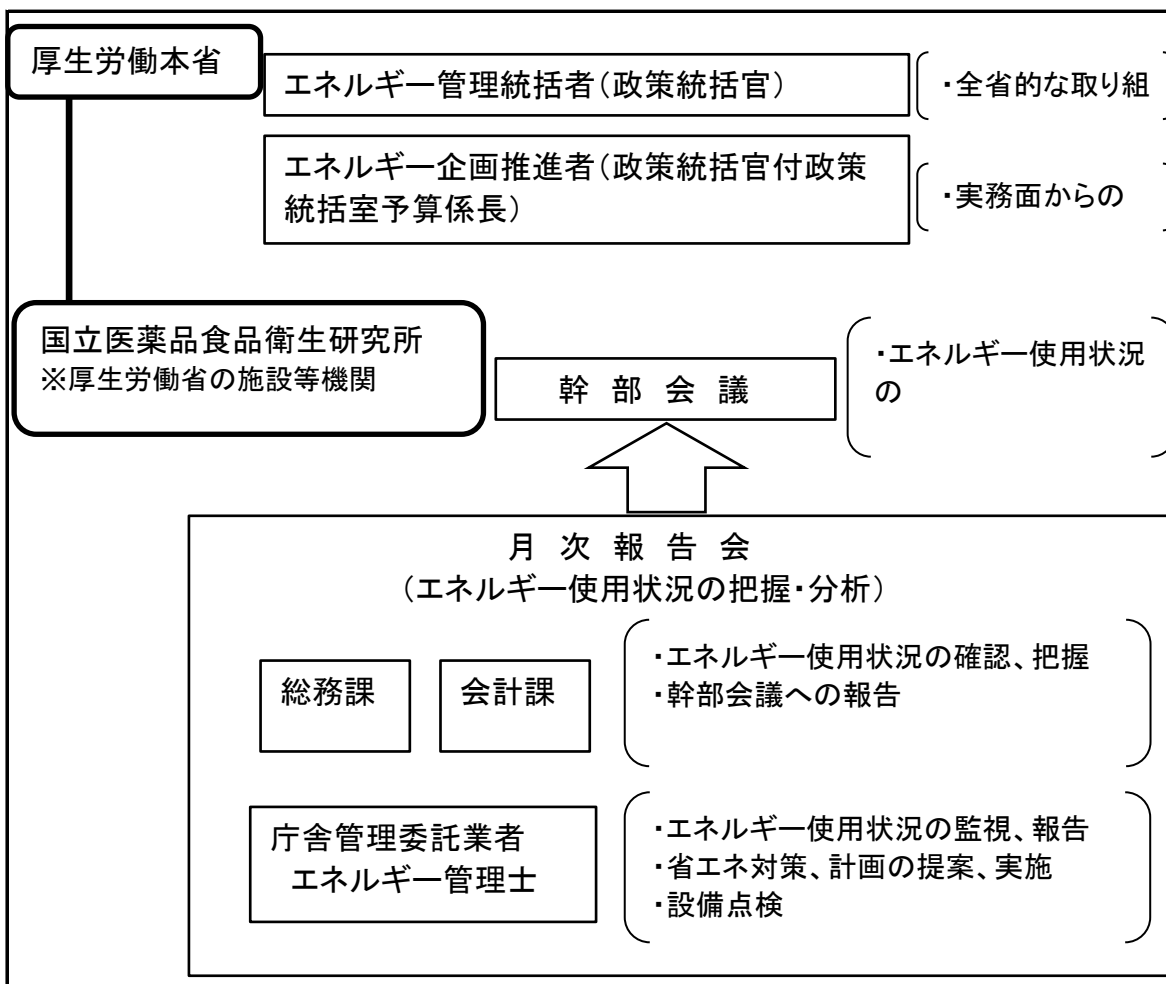 厚生労働本省
エネルギー管理統括者（政策統括官）
・全省的な取り組
エネルギー企画推進者（政策統括官付政策
統括室予算係長）
・実務面からの
国立医薬品食品衛生研究所
※厚生労働省の施設等機関
幹 部 会 議
・エネルギー使用状況
の
月 次 報 告 会
（エネルギー使用状況の把握・分析）
総務課
会計課
・エネルギー使用状況の確認、把握
・幹部会議への報告
庁舎管理委託業者
エネルギー管理士
・エネルギー使用状況の監視、報告
・省エネ対策、計画の提案、実施
・設備点検